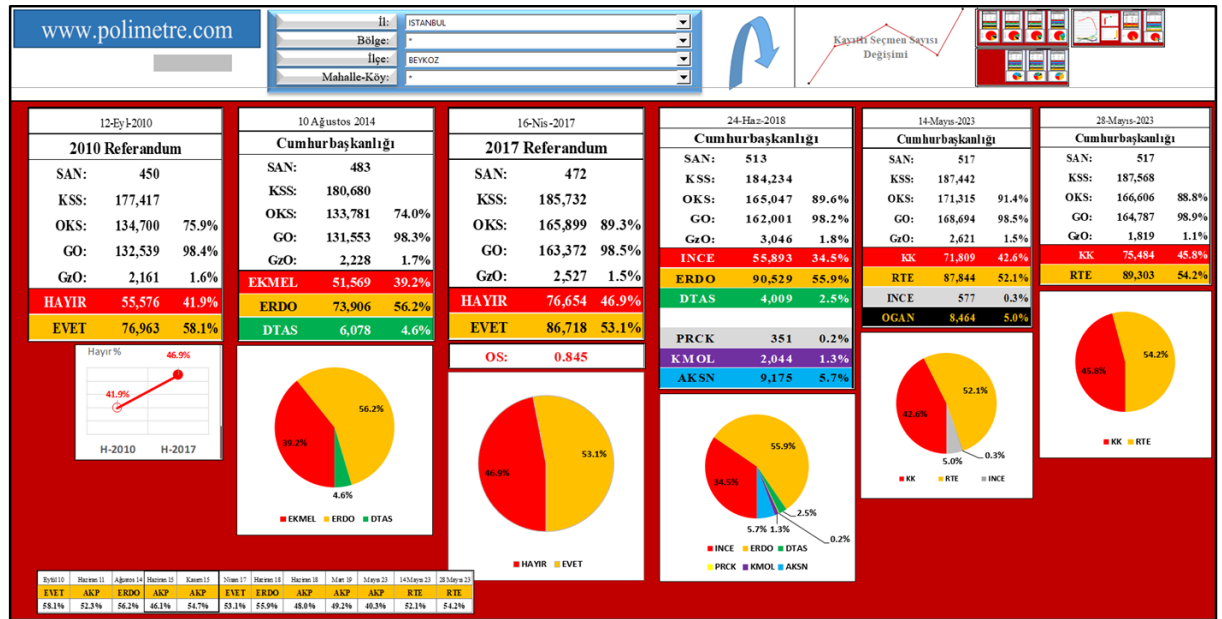 www.polimetre.com
İl: ISTANBUL
Bölge: *
İlçe: BEYKOZ
Mahalle-Köy: *
Kayıtlı Seçmen Sayısı
Değişimi
12-Eyl-2010
2010 Referandum
SAN: 450
KSS: 177,417
OKS: 134,700 75.9%
GO: 132,539 98.4%
GzO: 2,161 1.6%
HAYIR 55,576 41.9%
EVET 76,963 58.1%
Hayır %
46.9%
41.9%
H-2010 H-2017
10 Ağustos 2014
Cumhurbaşkanlığı
SAN: 483
KSS: 180,680
OKS: 133,781 74.0%
GO: 131,553 98.3%
GzO: 2,228 1.7%
EKMEL 51,569 39.2%
ERDO 73,906 56.2%
DTAS 6,078 4.6%
56.2%
39.2%
4.6%
EKMEL ERDO DTAS
16-Nis-2017
2017 Referandum
SAN: 472
KSS: 185,732
OKS: 165,899 89.3%
GO: 163,372 98.5%
GzO: 2,527 1.5%
HAYIR 76,654 46.9%
EVET 86,718 53.1%
OS: 0.845
53.1%
46.9%
HAYIR EVET
24-Haz-2018
Cumhurbaşkanlığı
SAN: 513
KSS: 184,234
OKS: 165,047 89.6%
GO: 162,001 98.2%
GzO: 3,046 1.8%
INCE 55,893 34.5%
ERDO 90,529 55.9%
DTAS 4,009 2.5%
PRCK 351 0.2%
KMOL 2,044 1.3%
AKSN 9,175 5.7%
55.9%
34.5%
2.5%
5.7% 1.3%
0.2%
INCE ERDO DTAS
PRCK KMOL AKSN
14-Mayıs-2023
Cumhurbaşkanlığı
SAN: 517
KSS: 187,442
OKS: 171,315 91.4%
GO: 168,694 98.5%
GzO: 2,621 1.5%
KK 71,809 42.6%
RTE 87,844 52.1%
INCE 577 0.3%
OGAN 8,464 5.0%
52.1%
42.6%
0.3%
5.0%
KK RTE INCE
28-Mayıs-2023
Cumhurbaşkanlığı
SAN: 517
KSS: 187,568
OKS: 166,606 88.8%
GO: 164,787 98.9%
GzO: 1,819 1.1%
KK 75,484 45.8%
RTE 89,303 54.2%
54.2%
45.8%
KK RTE
Eylül 10 Haziran 11 Ağustos 14 Haziran 15 Kasım 15 Nisan 17 Haziran 18 Haziran 18 Mart 19 Mayıs 23 14 Mayıs 23 28 Mayıs 23
EVET AKP ERDO AKP AKP EVET ERDO AKP AKP AKP RTE RTE
58.1% 52.3% 56.2% 46.1% 54.7% 53.1% 55.9% 48.0% 49.2% 40.3% 52.1% 54.2%